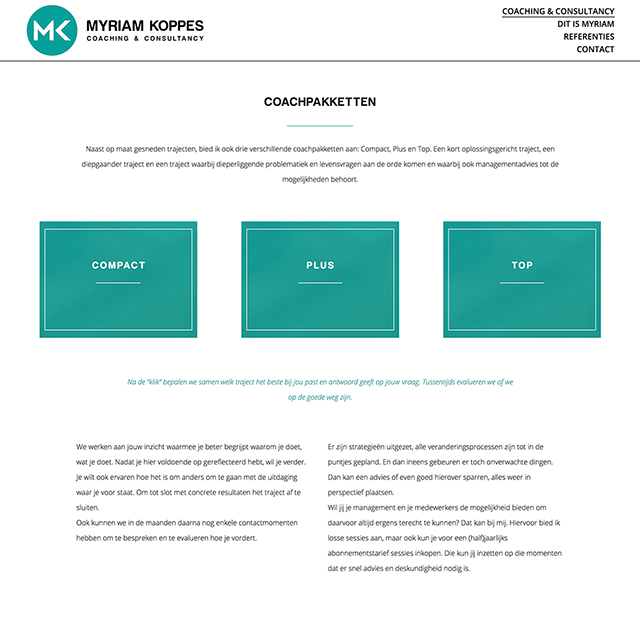 MK
MYRIAM KOPPES
COACHING & CONSULTANCY
COACHING & CONSULTANCY
DIT IS MYRIAM
REFERENTIES
CONTACT
COACHPAKKETTEN
Naast op maat gesneden trajecten, bied ik ook drie verschillende coachpakketten aan: Compact, Plus en Top. Een kort oplossingsgericht traject, een
diepgaander traject en een traject waarbij dieperliggende problematiek en levensvragen aan de orde komen en waarbij ook managementadvies tot de
mogelijkheden behoort.
COMPACT
PLUS
TOP
Na de “klik” bepalen we samen welk traject het beste bij jou past en antwoord geeft op jouw vraag. Tussentijds evalueren we of we
op de goede weg zijn.
We werken aan jouw inzicht waarmee je beter begrijpt waarom je doet,
wat je doet. Nadat je hier voldoende op gereflecteerd hebt, wil je verder.
Je wilt ook ervaren hoe het is om anders om te gaan met de uitdaging
waar je voor staat. Om tot slot met concrete resultaten het traject af te
sluiten.
Ook kunnen we in de maanden daarna nog enkele contactmomenten
hebben om te bespreken en te evalueren hoe je vordert.
Er zijn strategieën uitgezet, alle veranderingsprocessen zijn tot in de
puntjes gepland. En dan ineens gebeuren er toch onverwachte dingen.
Dan kan een advies of even goed hierover sparren, alles weer in
perspectief plaatsen.
Wil jij je management en je medewerkers de mogelijkheid bieden om
daarvoor altijd ergens terecht te kunnen? Dat kan bij mij. Hiervoor bied ik
losse sessies aan, maar ook kun je voor een (half)jaarlijks
abonnementstarief sessies inkopen. Die kun jij inzetten op die momenten
dat er snel advies en deskundigheid nodig is.